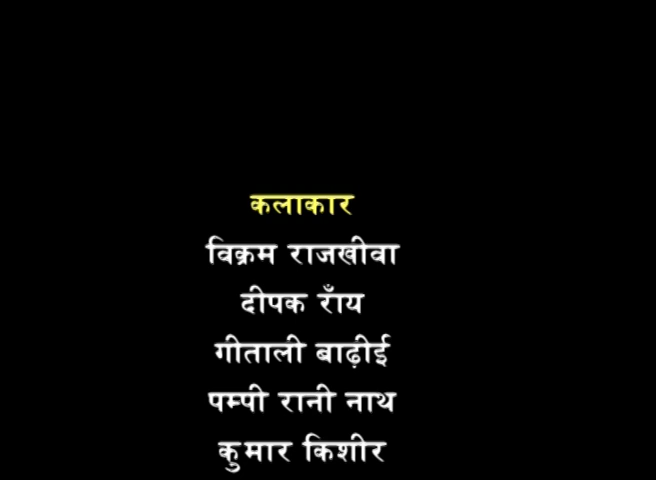 कलाकार
विक्रम राजखीवा
दीपक राँय
गीताली बाढ़ीई
पम्पी रानी नाथ
कुमार किशीर